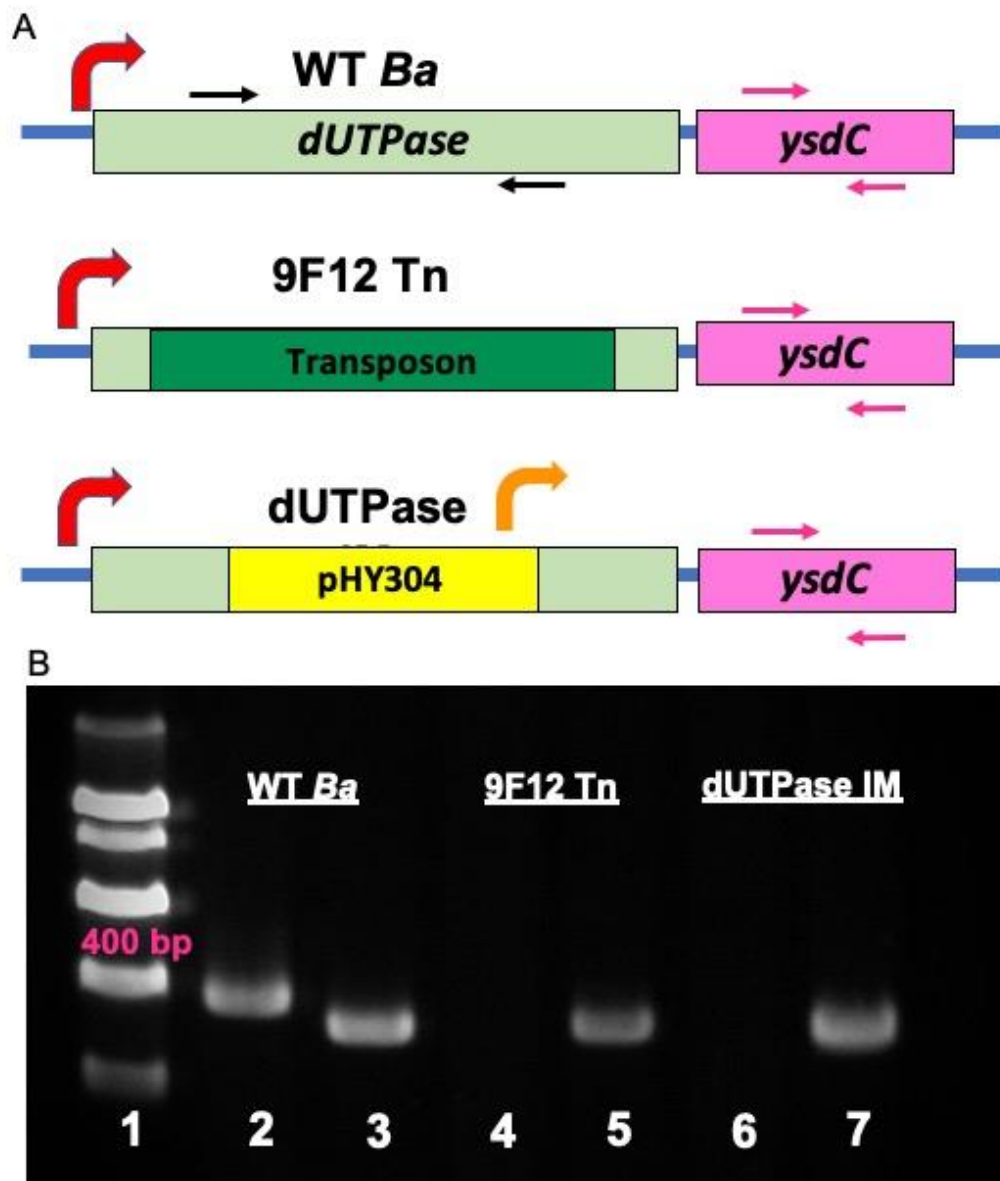 A
WT Ba
dUTPase
ysdC
9F12 Tn
Transposon
ysdC
dUTPase
pHY304
ysdC
B
WT Ba
9F12 Tn
dUTPase IM
400 bp
1 2 3 4 5 6 7